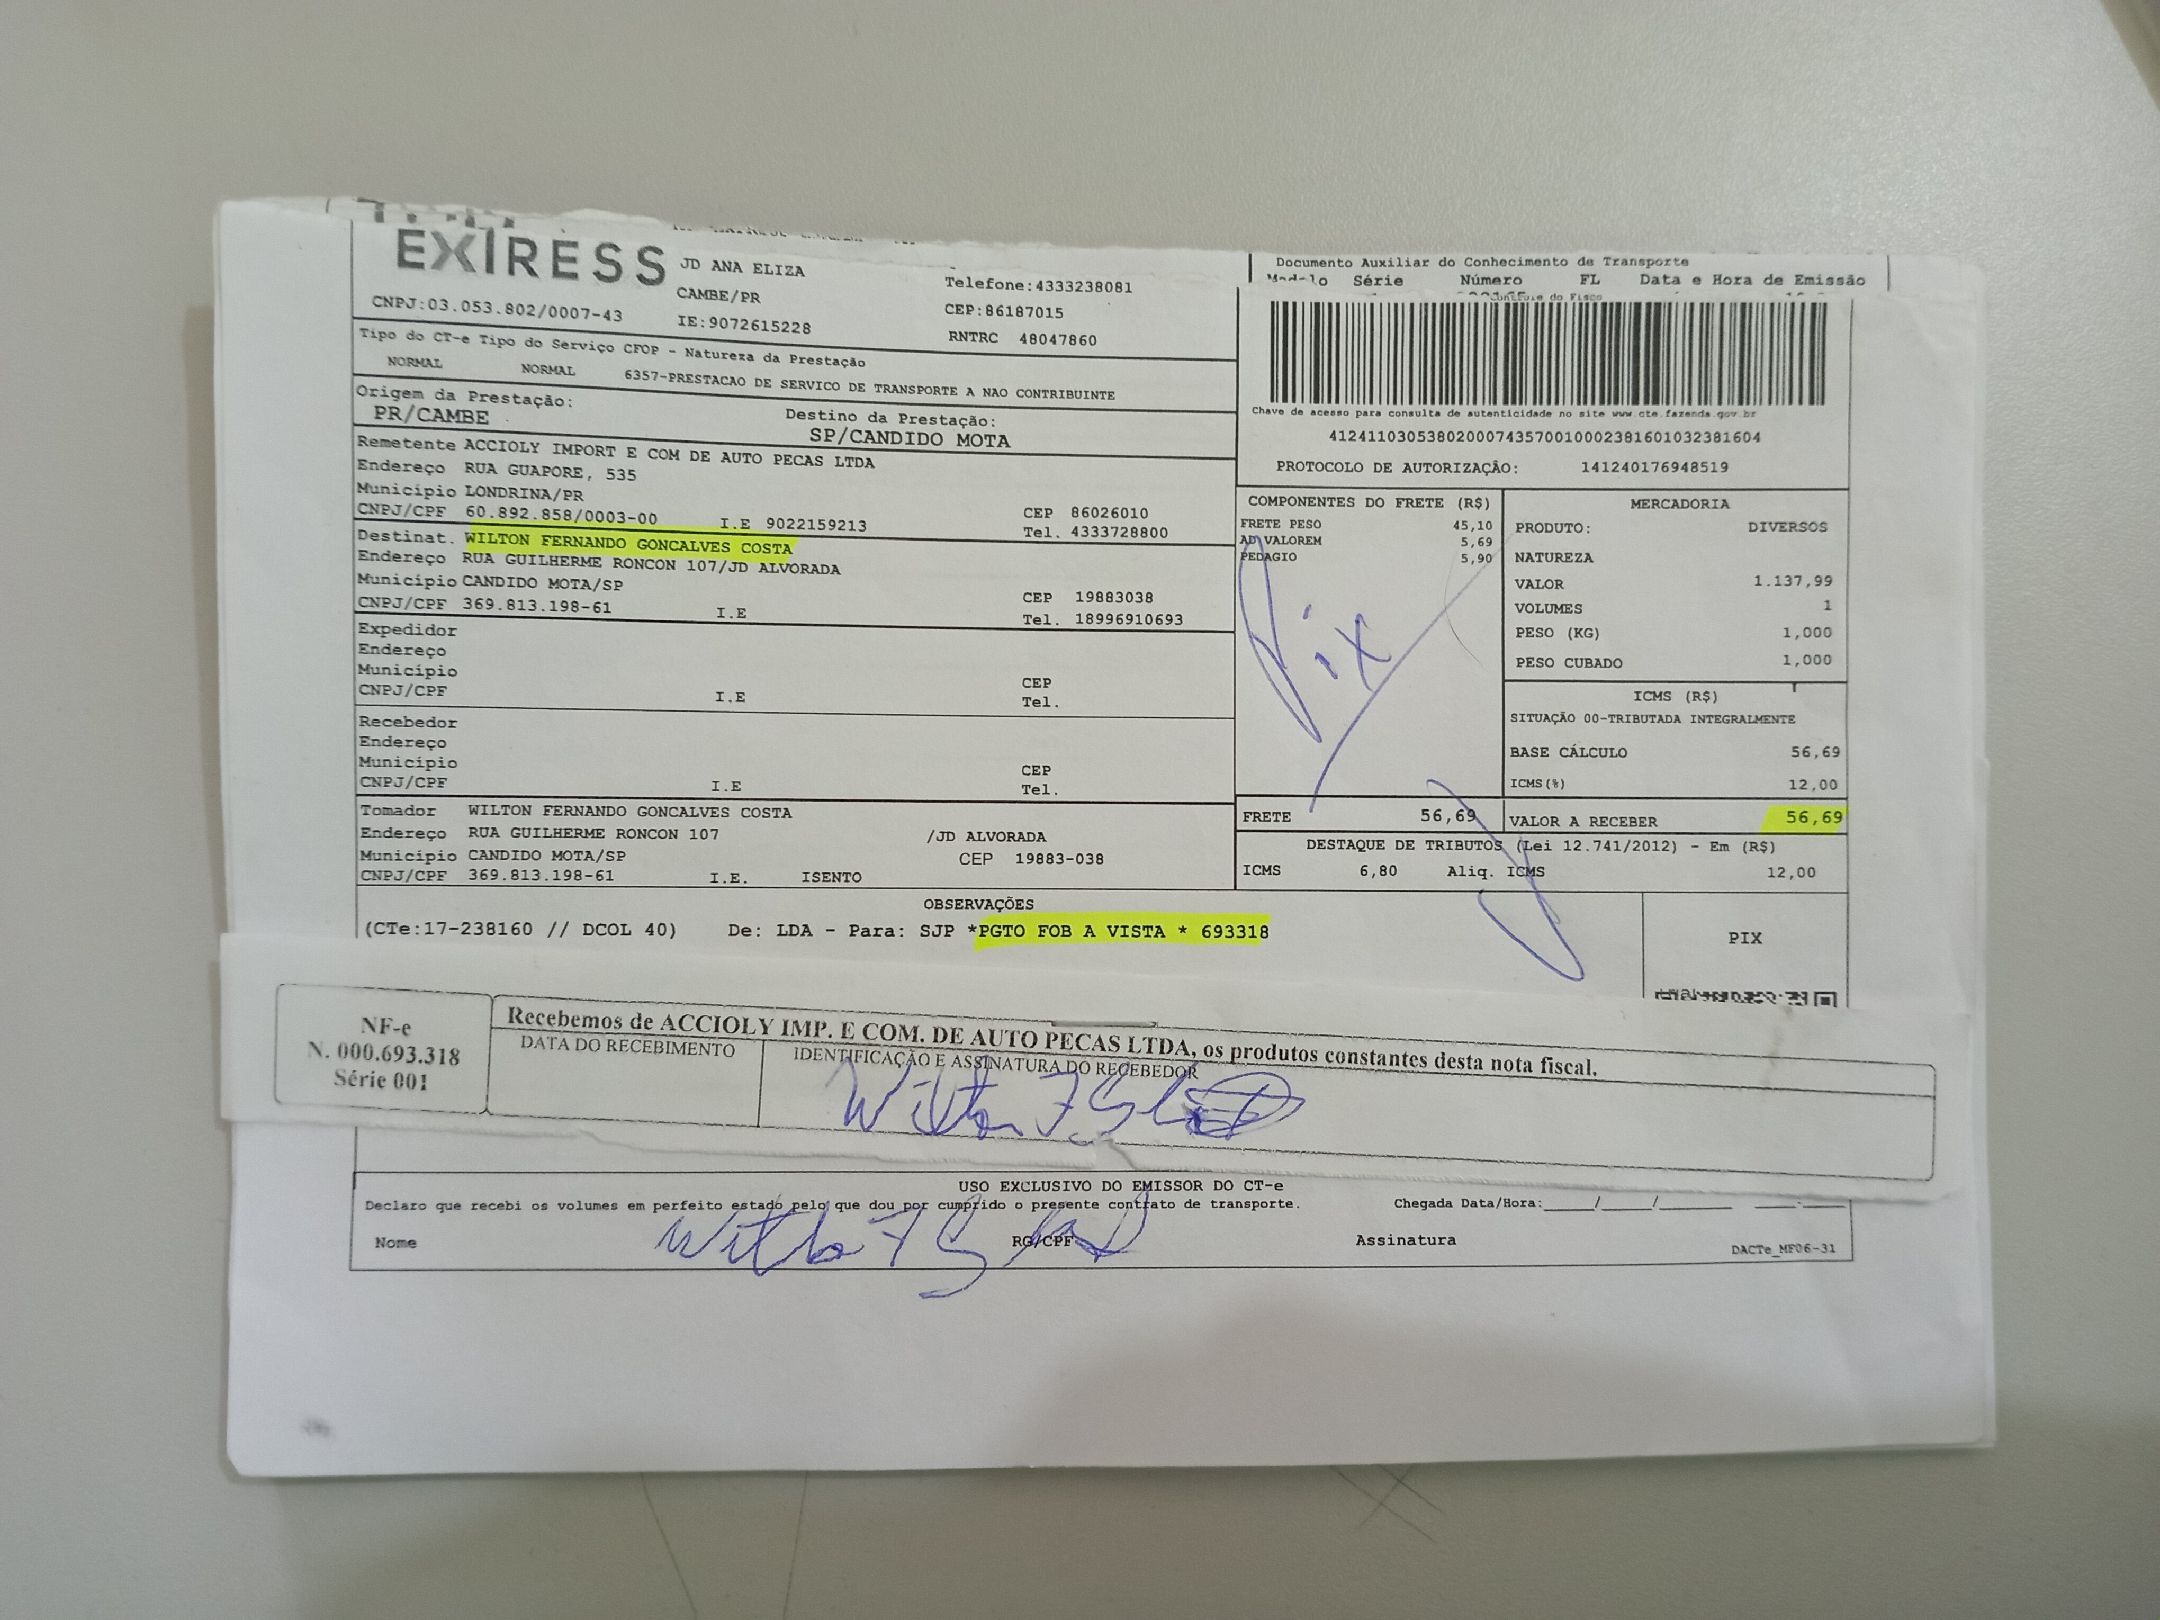 EXPRESS
JD ANA ELIZA
Telefone:4333238081
CAMBE/PR
CEP:86187015
CNPJ:03.053.802/0007-43
IE:9072615228
RNTRC 48047860
Tipo do CT-e Tipo do Serviço CFOP - Natureza da Prestação
NORMAL NORMAL 6357-PRESTACAO DE SERVICO DE TRANSPORTE A NAO CONTRIBUINTE
Origem da Prestação:
PR/CAMBE
Destino da Prestação:
SP/CANDIDO MOTA
Remetente ACCIOLY IMPORT E COM DE AUTO PECAS LTDA
Endereço RUA GUAPORE, 535
Município LONDRINA/PR
CEP 86026010
CNPJ/CPF 60.892.858/0003-00 I.E 9022159213
Tel. 4333728800
Destinat. WILTON FERNANDO GONCALVES COSTA
Endereço RUA GUILHERME RONCON 107/JD ALVORADA
Município CANDIDO MOTA/SP
CEP 19883038
CNPJ/CPF 369.813.198-61 I.E
Tel. 18996910693
Expedidor
Endereço
Município
CEP
CNPJ/CPF I.E
Tel.
Recebedor
Endereço
Município
CEP
CNPJ/CPF I.E
Tel.
Tomador WILTON FERNANDO GONCALVES COSTA
Endereço RUA GUILHERME RONCON 107 /JD ALVORADA
Município CANDIDO MOTA/SP CEP 19883-038
CNPJ/CPF 369.813.198-61 I.E. ISENTO
Documento Auxiliar do Conhecimento de Transporte
Modelo Série Número FL Data e Hora de Emissão
Controle do Fisco
Chave de acesso para consulta de autenticidade no site www.cte.fazenda.gov.br
41241103053802000743570010002381601032381604
PROTOCOLO DE AUTORIZAÇÃO: 141240176948519
COMPONENTES DO FRETE (R$)
FRETE PESO 45,10
AD VALOREM 5,69
PEDAGIO 5,90
Pix
MERCADORIA
PRODUTO: DIVERSOS
NATUREZA
VALOR 1.137,99
VOLUMES 1
PESO (KG) 1,000
PESO CUBADO 1,000
ICMS (R$)
SITUAÇÃO 00-TRIBUTADA INTEGRALMENTE
BASE CÁLCULO 56,69
ICMS(%) 12,00
FRETE 56,69 VALOR A RECEBER 56,69
DESTAQUE DE TRIBUTOS (Lei 12.741/2012) - Em (R$)
ICMS 6,80 Aliq. ICMS 12,00
OBSERVAÇÕES
(CTe:17-238160 // DCOL 40) De: LDA - Para: SJP *PGTO FOB A VISTA * 693318
PIX
NF-e
N. 000.693.318
Série 001
Recebemos de ACCIOLY IMP. E COM. DE AUTO PECAS LTDA, os produtos constantes desta nota fiscal.
DATA DO RECEBIMENTO
IDENTIFICAÇÃO E ASSINATURA DO RECEBEDOR
Wilton F
USO EXCLUSIVO DO EMISSOR DO CT-e
Declaro que recebi os volumes em perfeito estado pelo que dou por cumprido o presente contrato de transporte.
Chegada Data/Hora:_____/_____/_______ ____:____
Nome
RG/CPF
Assinatura
DACTe_MF06-31